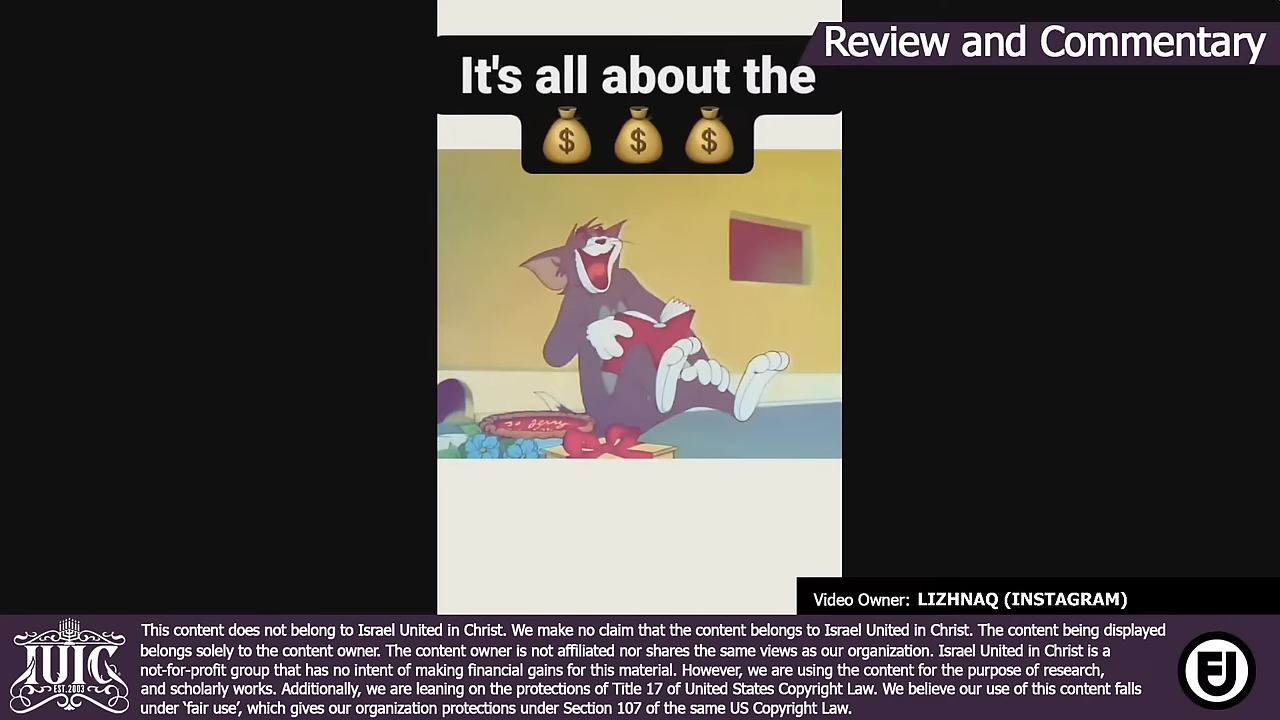 Review and Commentary
It's all about the
$ $ $
to Jerry
Video Owner: LIZHNAQ (INSTAGRAM)
This content does not belong to Israel United in Christ. We make no claim that the content belongs to Israel United in Christ. The content being displayed
belongs solely to the content owner. The content owner is not affiliated nor shares the same views as our organization. Israel United in Christ is a
not-for-profit group that has no intent of making financial gains for this material. However, we are using the content for the purpose of research,
and scholarly works. Additionally, we are leaning on the protections of Title 17 of United States Copyright Law. We believe our use of this content falls
under ‘fair use’, which gives our organization protections under Section 107 of the same US Copyright Law.
IUIC
EST. 2003